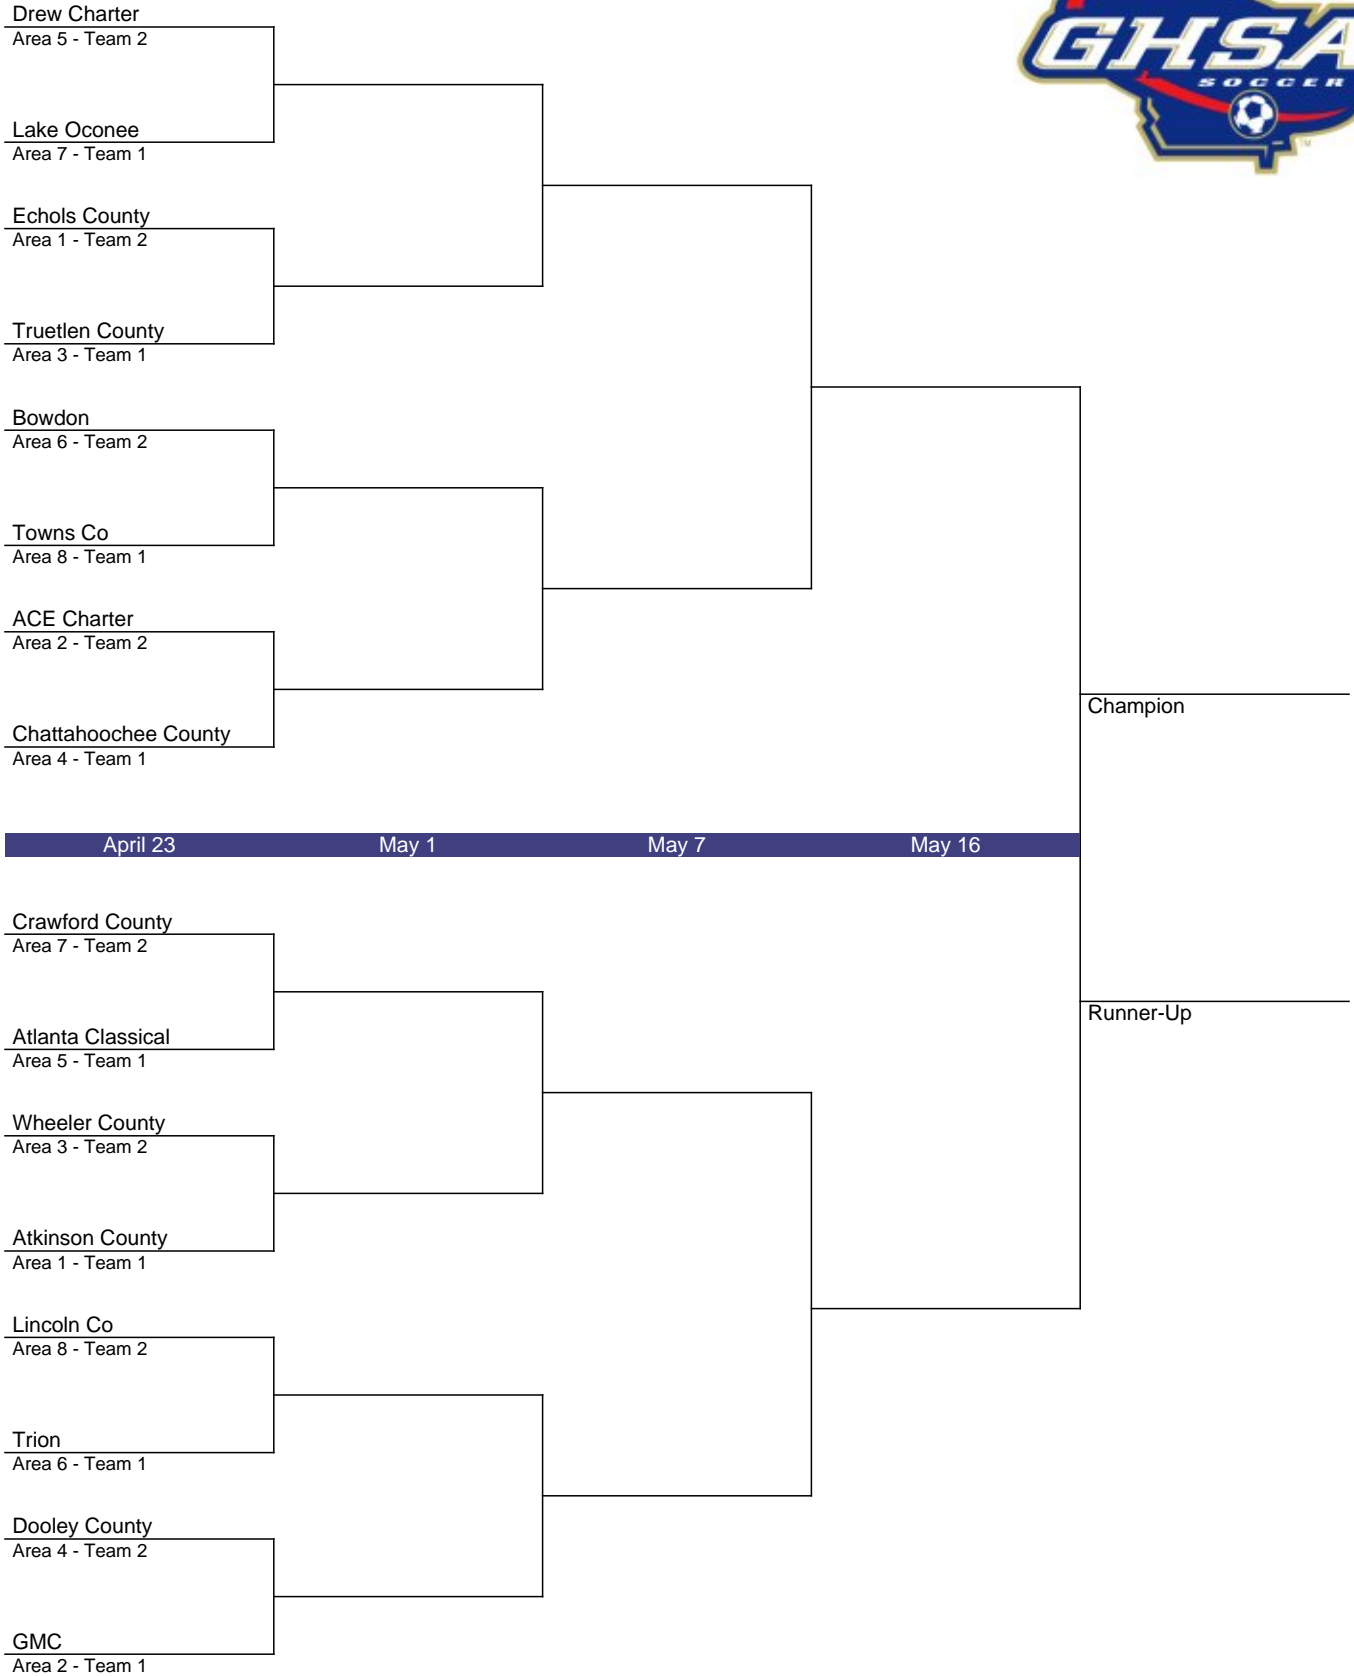 Drew Charter
Area 5 - Team 2
GHSA
SOCCER
TM
Lake Oconee
Area 7 - Team 1
Echols County
Area 1 - Team 2
Truetlen County
Area 3 - Team 1
Bowdon
Area 6 - Team 2
Towns Co
Area 8 - Team 1
ACE Charter
Area 2 - Team 2
Champion
Chattahoochee County
Area 4 - Team 1
April 23 May 1 May 7 May 16
Crawford County
Area 7 - Team 2
Runner-Up
Atlanta Classical
Area 5 - Team 1
Wheeler County
Area 3 - Team 2
Atkinson County
Area 1 - Team 1
Lincoln Co
Area 8 - Team 2
Trion
Area 6 - Team 1
Dooley County
Area 4 - Team 2
GMC
Area 2 - Team 1